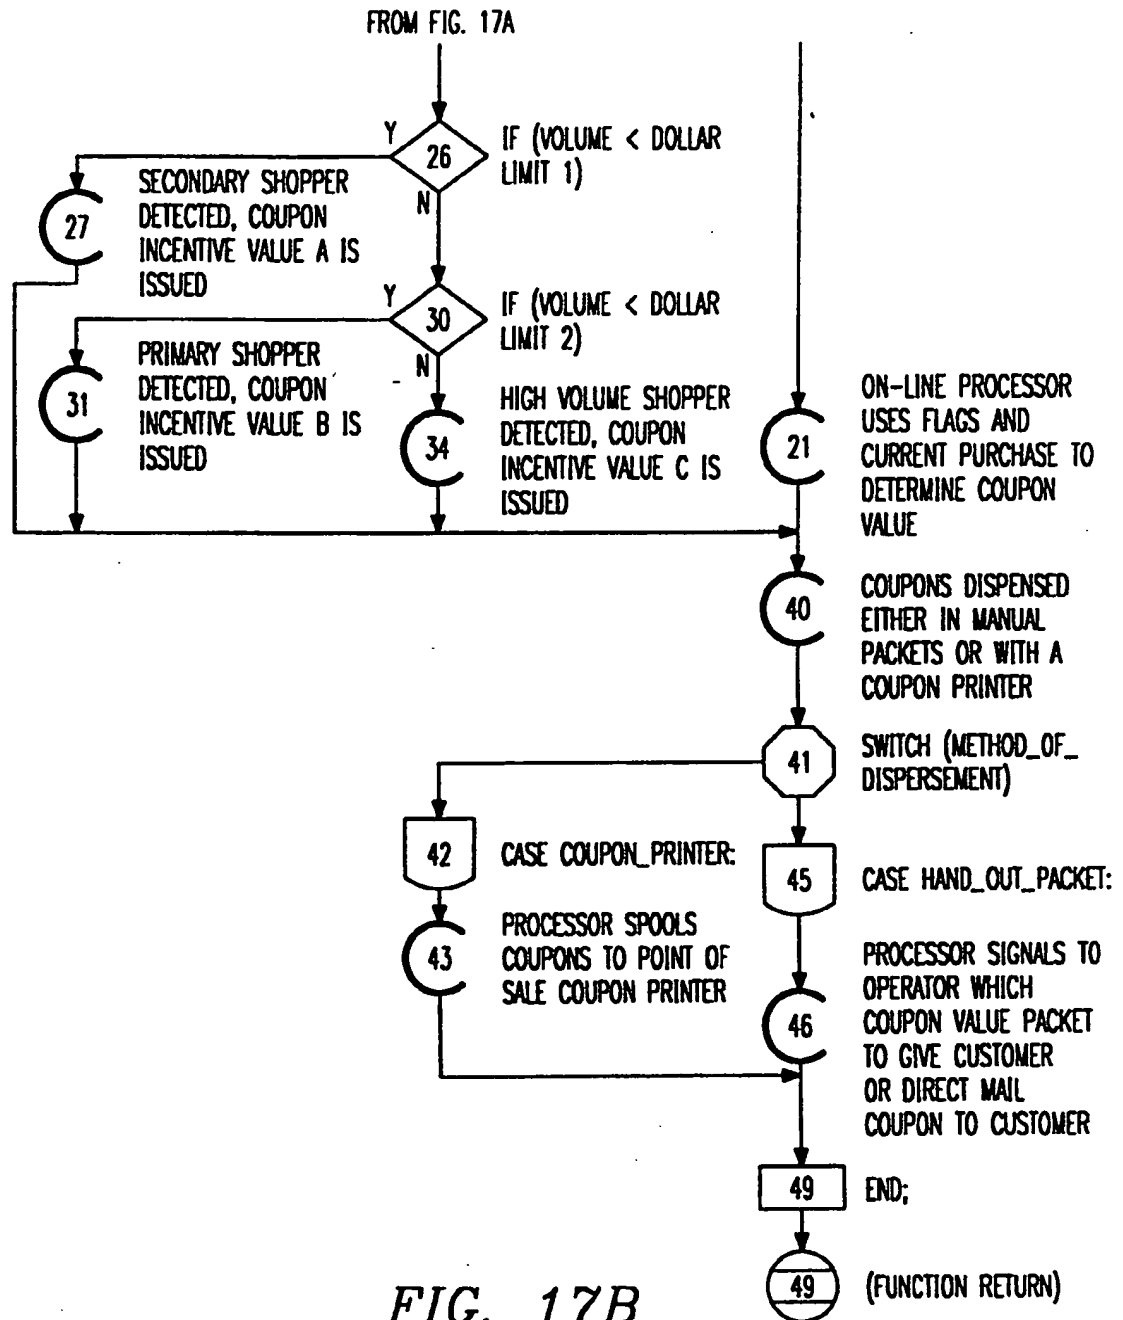 FROM FIG. 17A
Y
26
IF (VOLUME < DOLLAR
LIMIT 1)
N
27
SECONDARY SHOPPER
DETECTED, COUPON
INCENTIVE VALUE A IS
ISSUED
Y
30
IF (VOLUME < DOLLAR
LIMIT 2)
N
31
PRIMARY SHOPPER
DETECTED, COUPON
INCENTIVE VALUE B IS
ISSUED
34
HIGH VOLUME SHOPPER
DETECTED, COUPON
INCENTIVE VALUE C IS
ISSUED
21
ON-LINE PROCESSOR
USES FLAGS AND
CURRENT PURCHASE TO
DETERMINE COUPON
VALUE
40
COUPONS DISPENSED
EITHER IN MANUAL
PACKETS OR WITH A
COUPON PRINTER
41
SWITCH (METHOD_OF_
DISPERSEMENT)
42
CASE COUPON_PRINTER:
45
CASE HAND_OUT_PACKET:
43
PROCESSOR SPOOLS
COUPONS TO POINT OF
SALE COUPON PRINTER
46
PROCESSOR SIGNALS TO
OPERATOR WHICH
COUPON VALUE PACKET
TO GIVE CUSTOMER
OR DIRECT MAIL
COUPON TO CUSTOMER
49
END;
49
(FUNCTION RETURN)
FIG. 17B